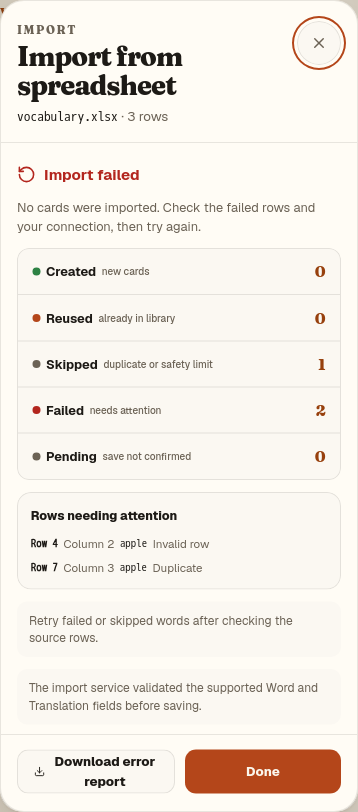 IMPORT
Import from
spreadsheet
vocabulary.xlsx · 3 rows
Import failed
No cards were imported. Check the failed rows and
your connection, then try again.
Created new cards 0
Reused already in library 0
Skipped duplicate or safety limit 1
Failed needs attention 2
Pending save not confirmed 0
Rows needing attention
Row 4 Column 2 apple Invalid row
Row 7 Column 3 apple Duplicate
Retry failed or skipped words after checking the
source rows.
The import service validated the supported Word and
Translation fields before saving.
Download error
report
Done